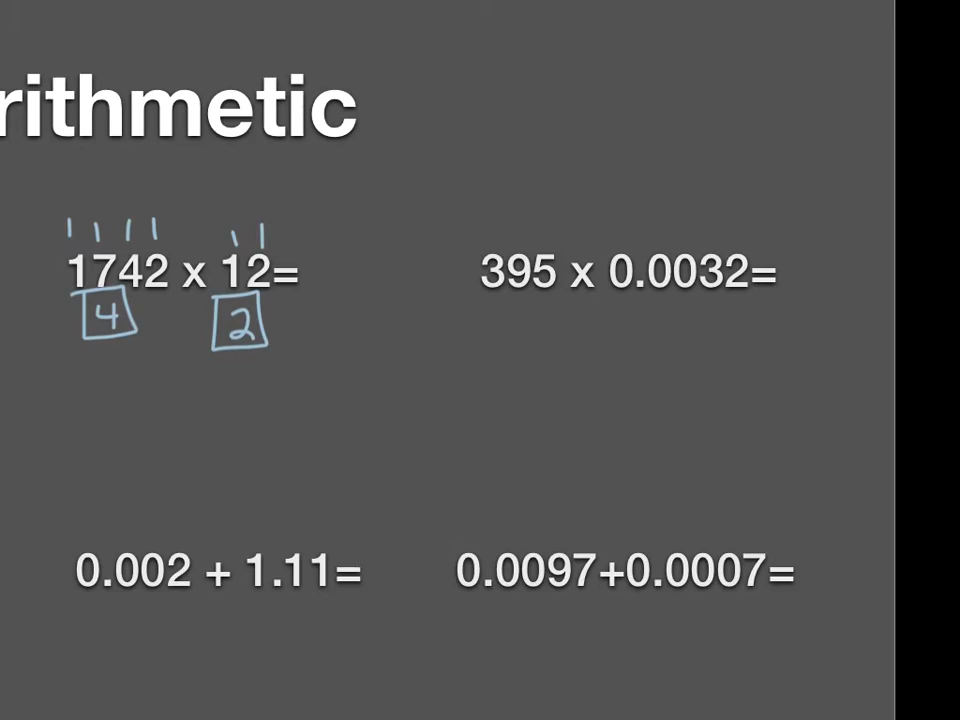 rithmetic
1742 x 12=
4 2
395 x 0.0032=
0.002 + 1.11=
0.0097+0.0007=